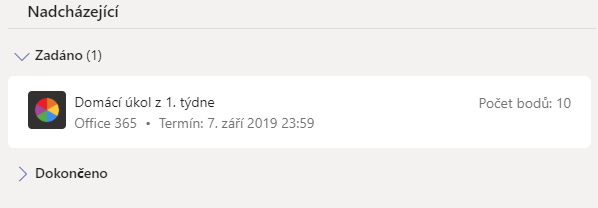 Nadcházející
Zadáno (1)
Domácí úkol z 1. týdne
Počet bodů: 10
Office 365 • Termín: 7. září 2019 23:59
Dokončeno